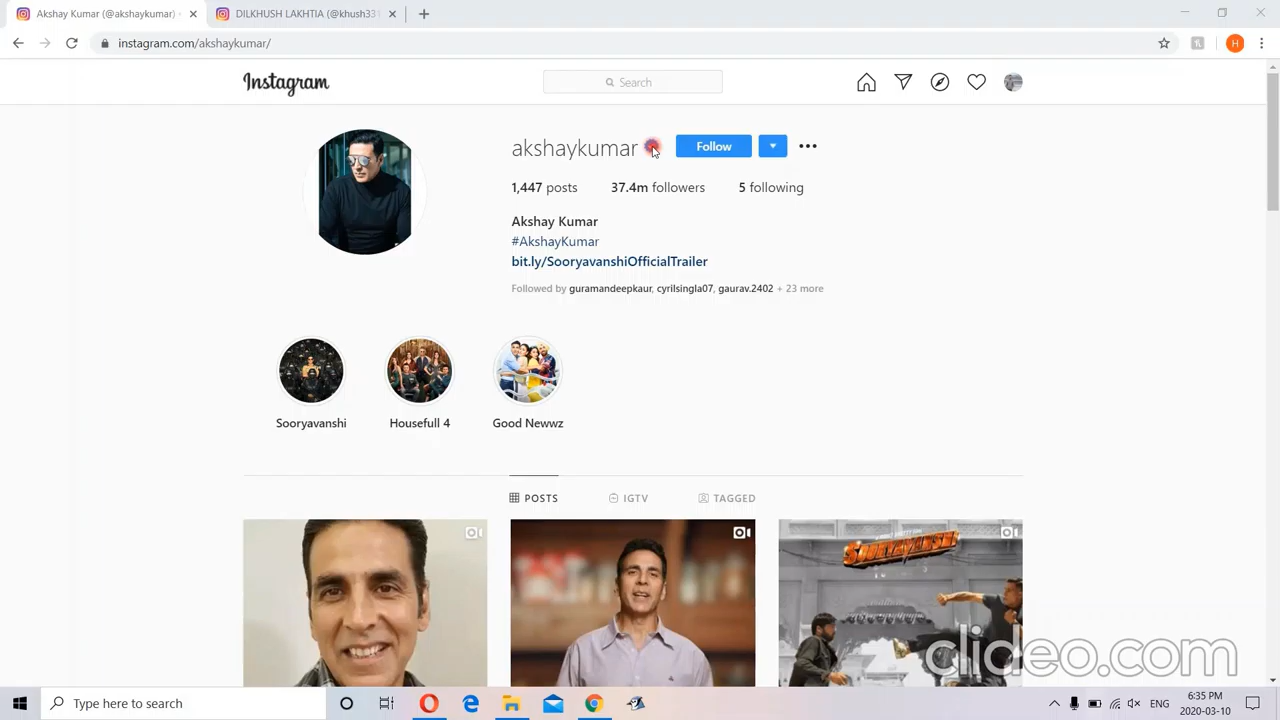 Akshay Kumar (@akshaykumar)
DILKHUSH LAKHTIA (@khush33
instagram.com/akshaykumar/
H
Instagram
Search
akshaykumar
Follow
1,447 posts 37.4m followers 5 following
Akshay Kumar
#AkshayKumar
bit.ly/SooryavanshiOfficialTrailer
Followed by guramandeepkaur, cyrilsingla07, gaurav.2402 + 23 more
Sooryavanshi Housefull 4 Good Newwz
POSTS IGTV TAGGED
clideo.com
Type here to search
ENG
6:35 PM
2020-03-10